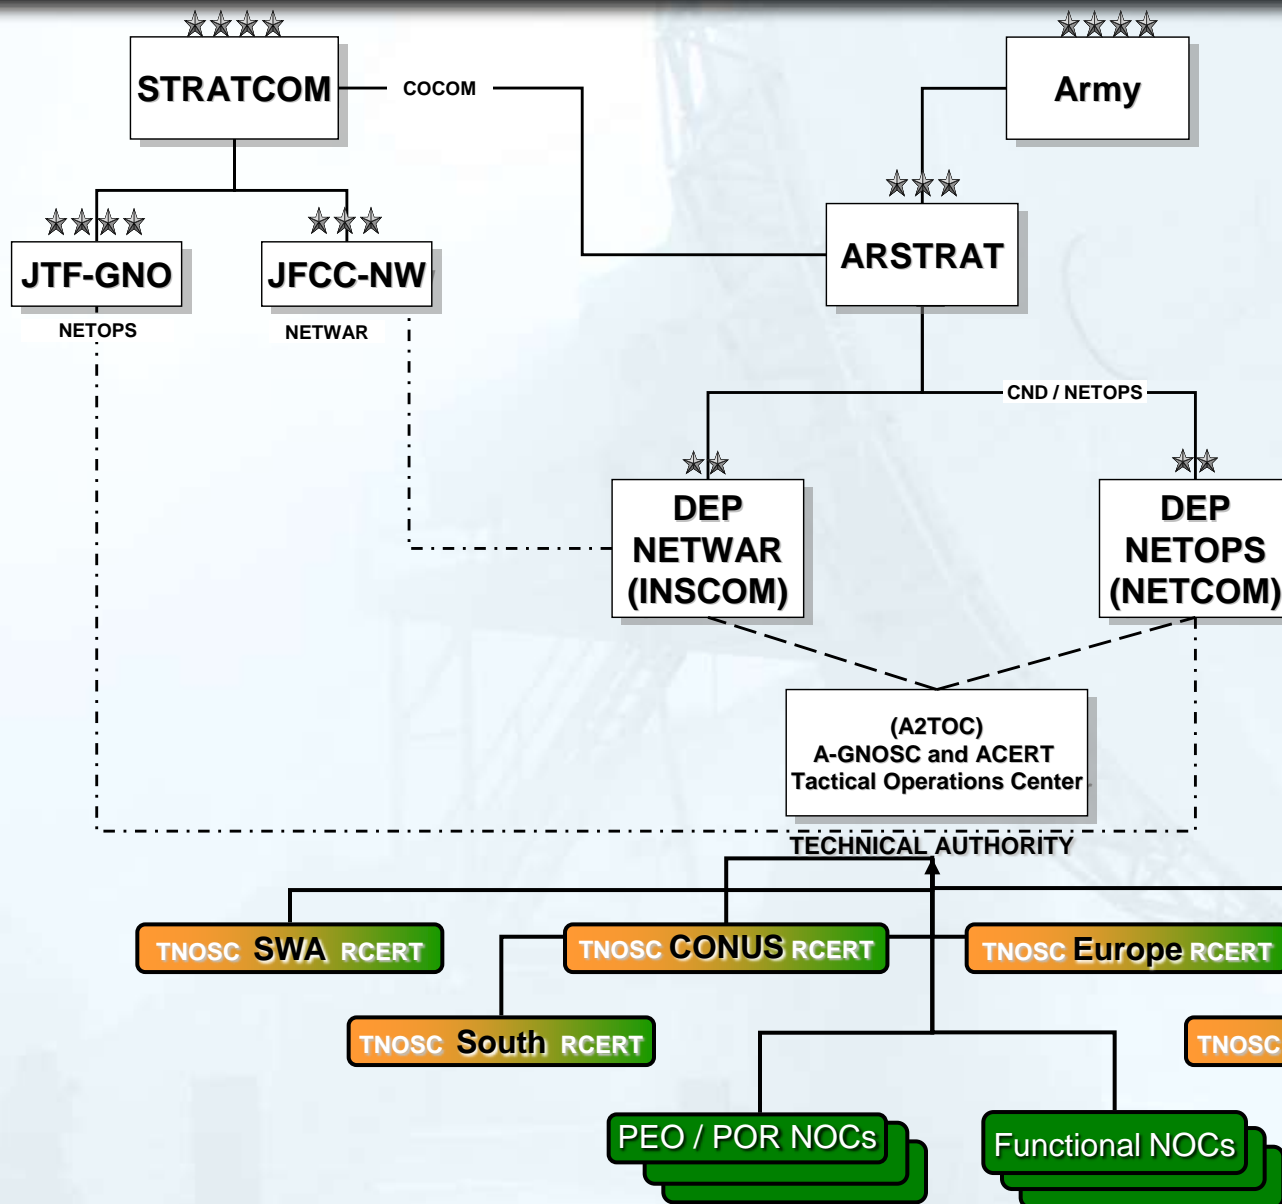 STRATCOM
COCOM
Army
ARSTRAT
JTF-GNO
JFCC-NW
NETOPS
NETWAR
CND / NETOPS
DEP
NETWAR
(INSCOM)
DEP
NETOPS
(NETCOM)
(A2TOC)
A-GNOSC and ACERT
Tactical Operations Center
TECHNICAL AUTHORITY
TNOSC SWA RCERT
TNOSC CONUS RCERT
TNOSC Europe RCERT
TNOSC South RCERT
TNOSC
PEO / POR NOCs
Functional NOCs